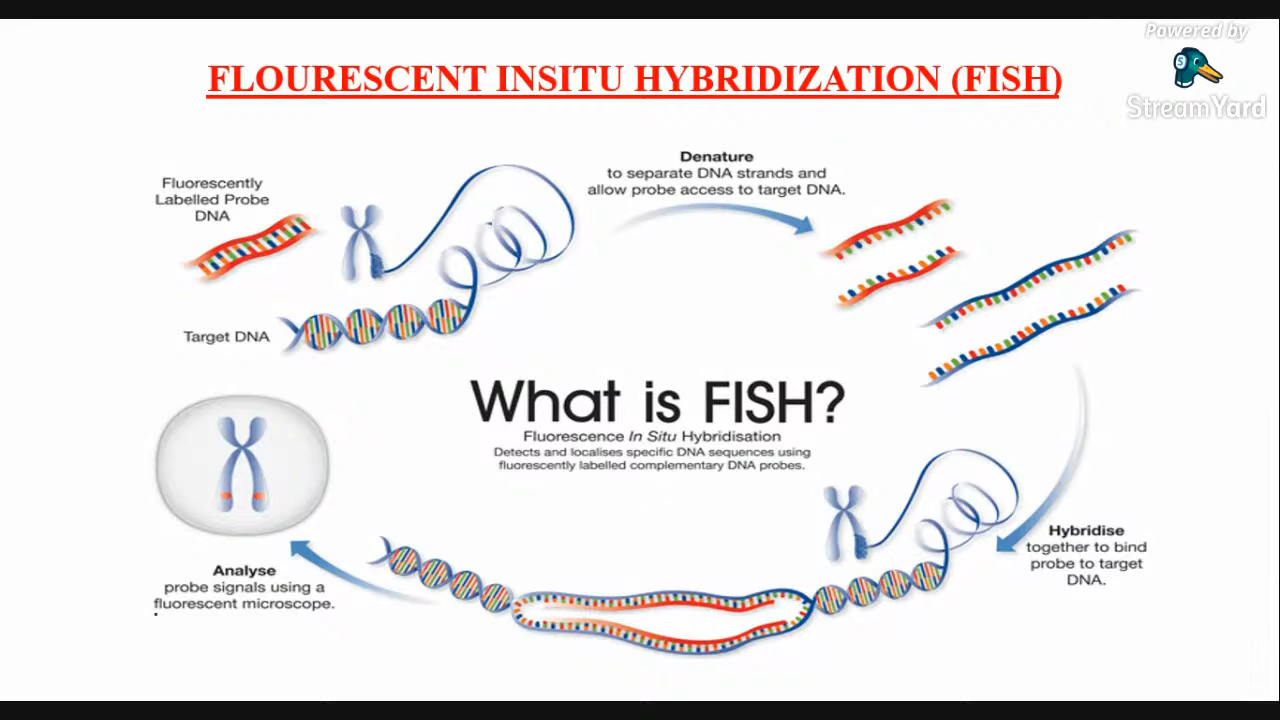 Powered by
StreamYard
FLOURESCENT INSITU HYBRIDIZATION (FISH)
Fluorescently
Labelled Probe
DNA
Target DNA
Denature
to separate DNA strands and
allow probe access to target DNA.
What is FISH?
Fluorescence In Situ Hybridisation
Detects and localises specific DNA sequences using
fluorescently labelled complementary DNA probes.
Hybridise
together to bind
probe to target
DNA.
Analyse
probe signals using a
fluorescent microscope.